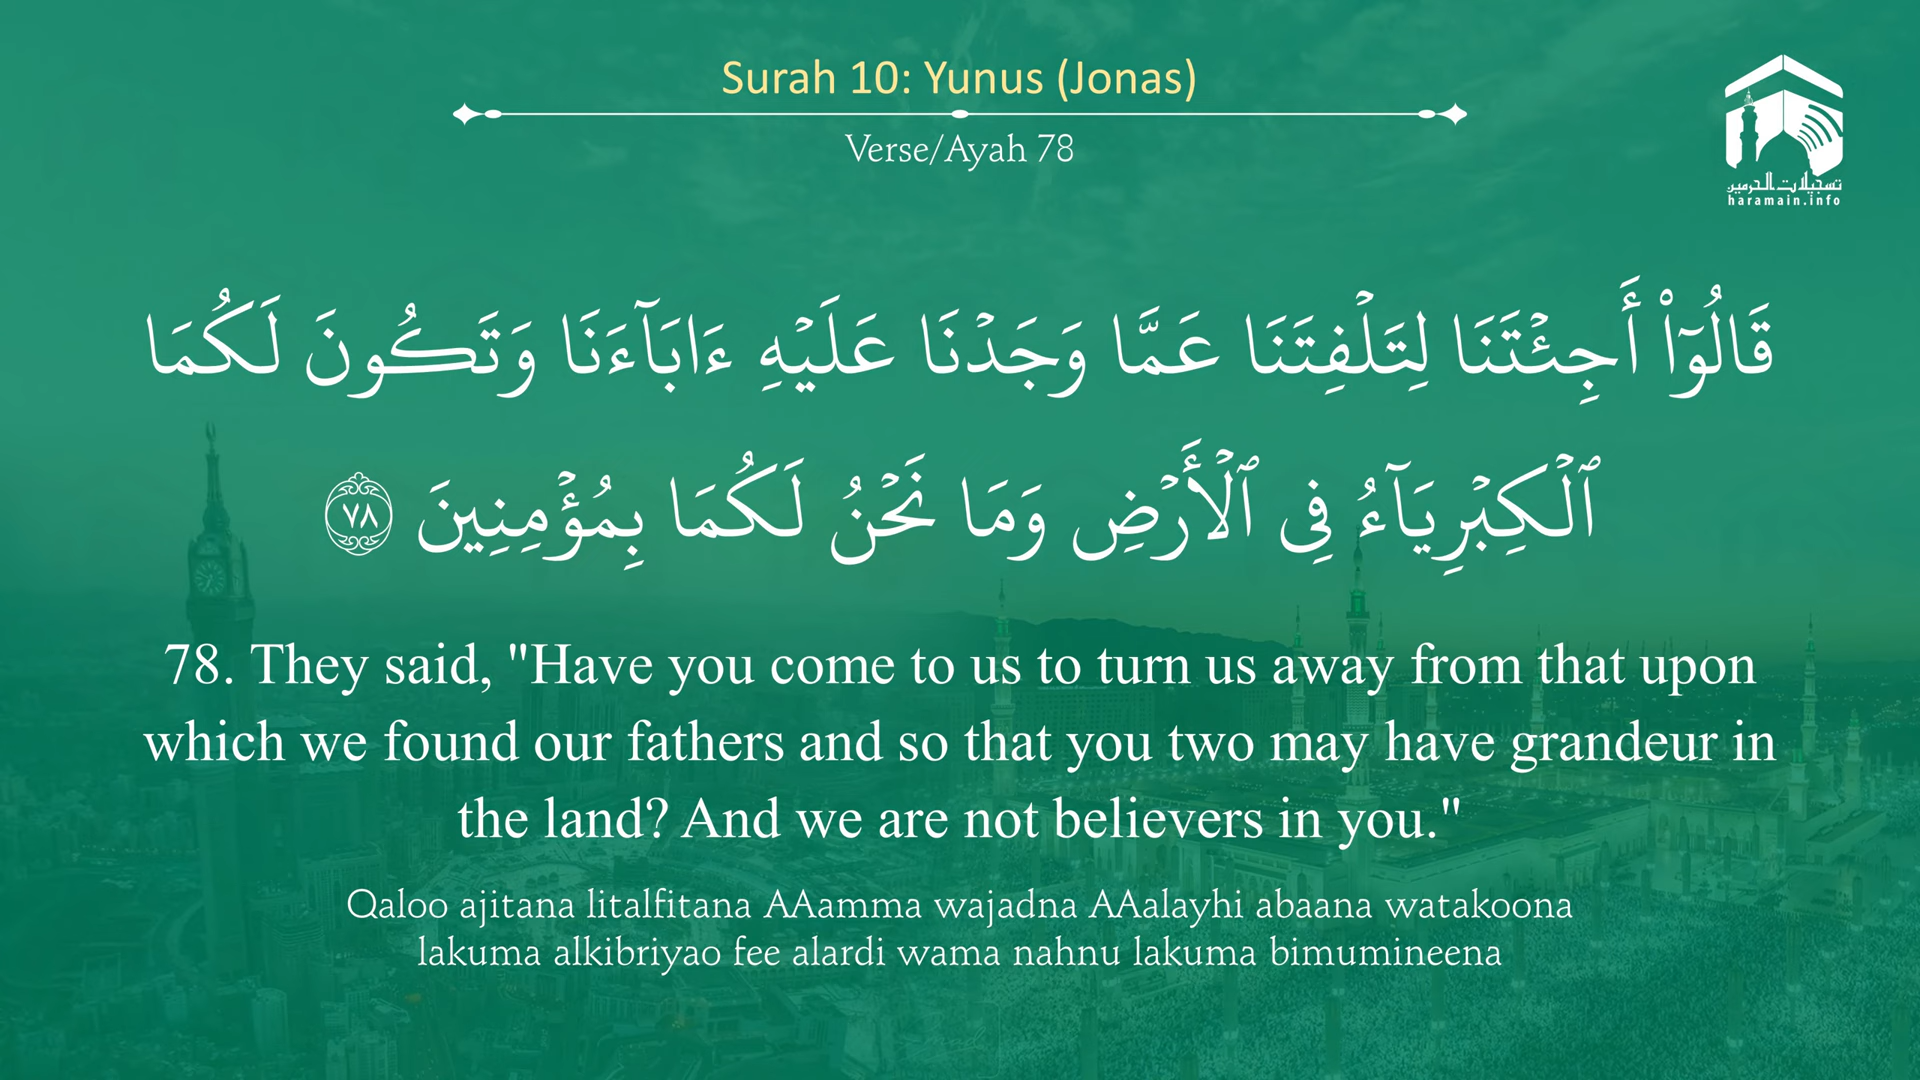 Surah 10: Yunus (Jonas)
Verse/Ayah 78
تسجيلات الحرمين
haramain.info
قَالُوٓا۟ أَجِئْتَنَا لِتَلْفِتَنَا عَمَّا وَجَدْنَا عَلَيْهِ ءَابَآءَنَا وَتَكُونَ لَكُمَا
ٱلْكِبْرِيَآءُ فِى ٱلْأَرْضِ وَمَا نَحْنُ لَكُمَا بِمُؤْمِنِينَ ٧٨
78. They said, "Have you come to us to turn us away from that upon
which we found our fathers and so that you two may have grandeur in
the land? And we are not believers in you."
Qaloo ajitana litalfitana AAamma wajadna AAalayhi abaana watakoona
lakuma alkibriyao fee alardi wama nahnu lakuma bimumineena